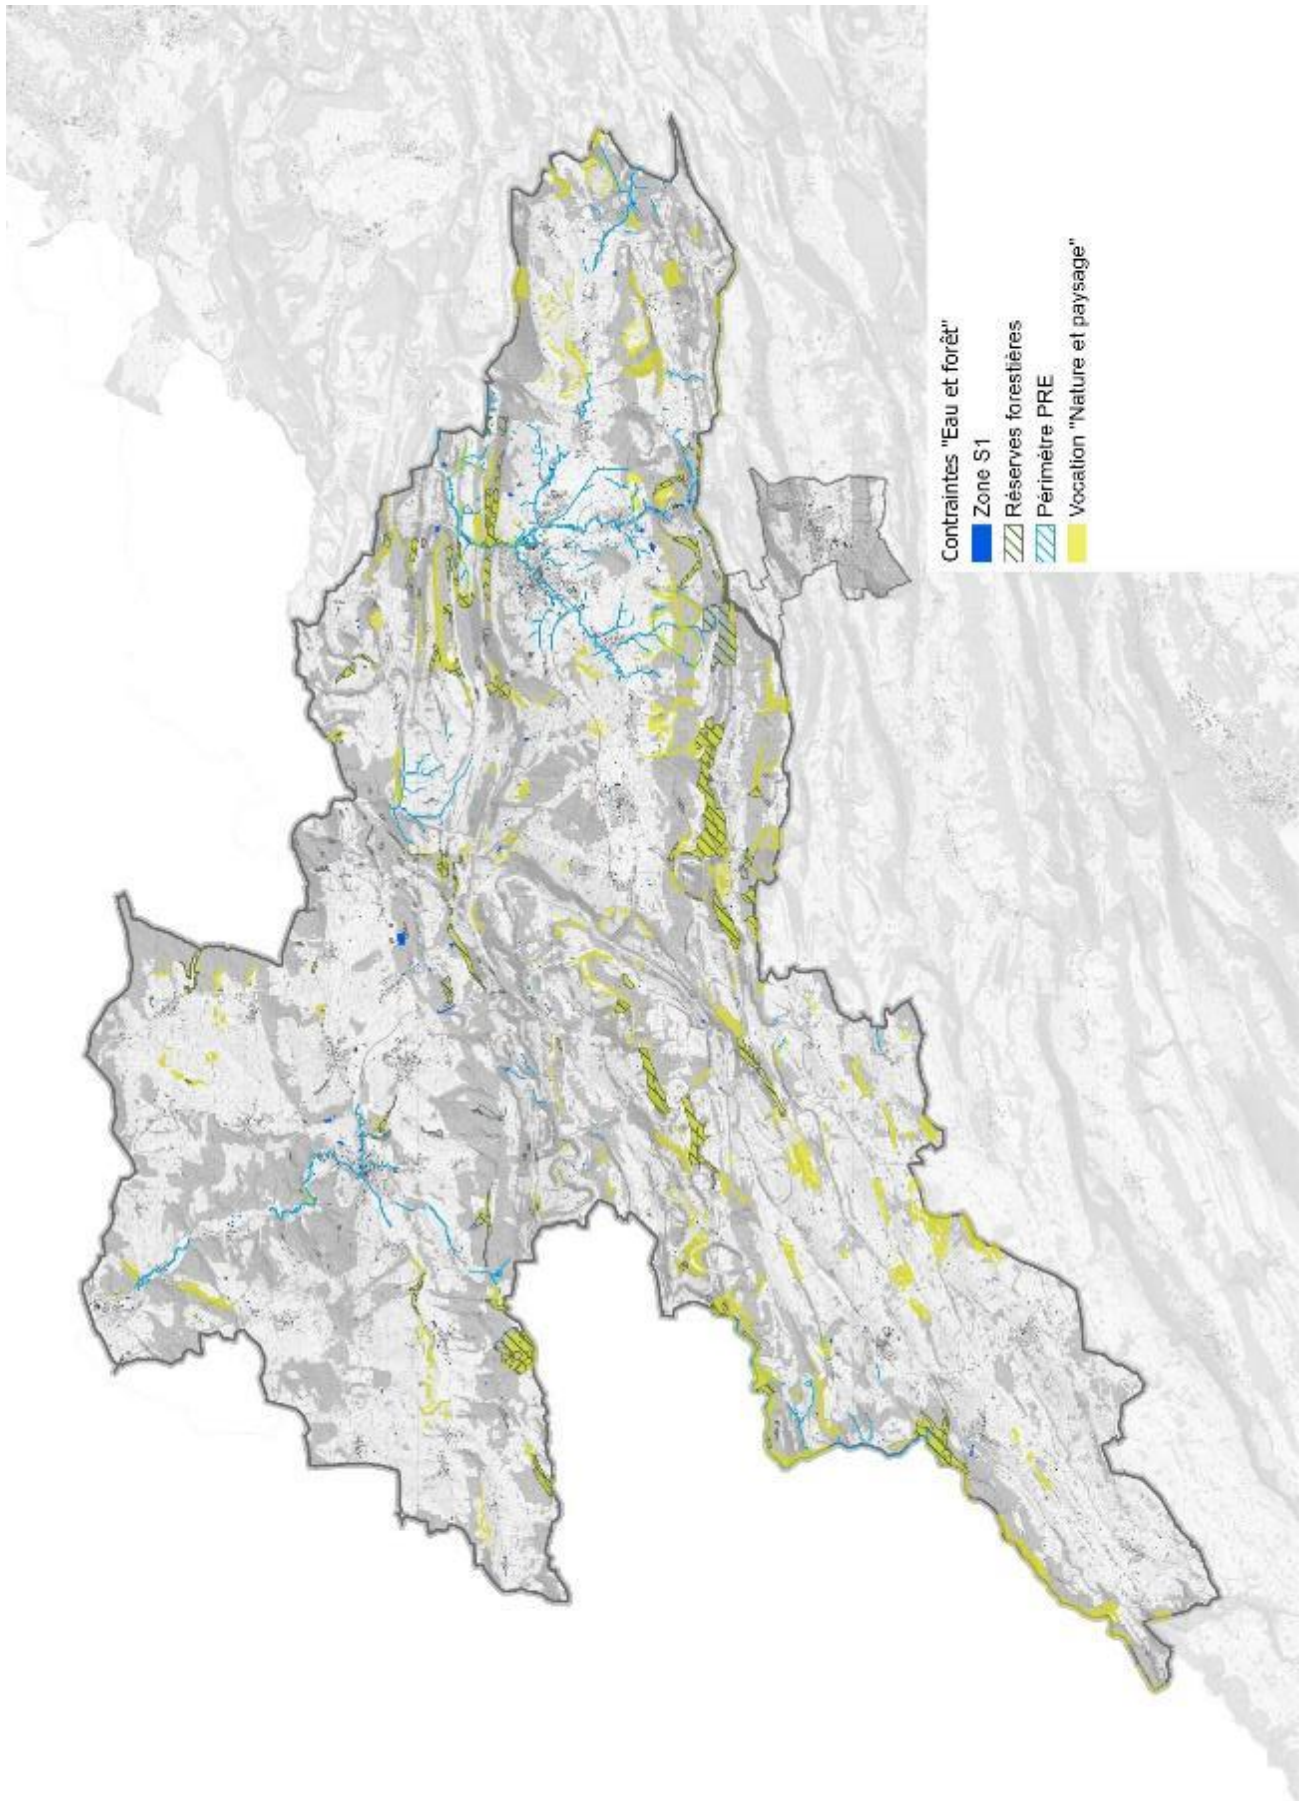 Contraintes "Eau et forêt"
Zone S1
Réserves forestières
Périmètre PRE
Vocation "Nature et paysage"